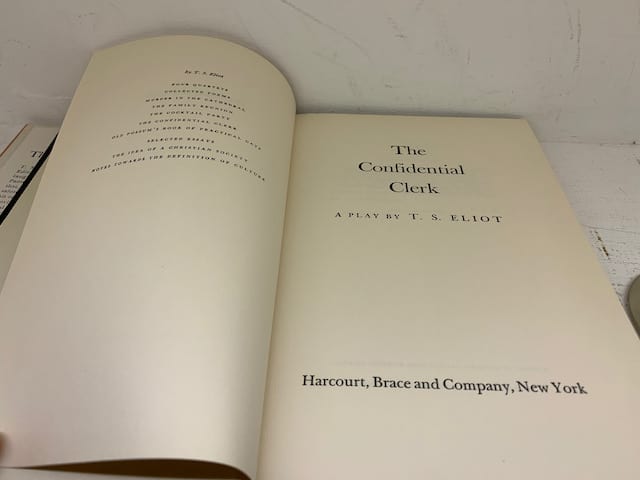 by T. S. Eliot
FOUR QUARTETS
COLLECTED POEMS
MURDER IN THE CATHEDRAL
THE FAMILY REUNION
THE COCKTAIL PARTY
THE CONFIDENTIAL CLERK
OLD POSSUM'S BOOK OF PRACTICAL CATS
SELECTED ESSAYS
THE IDEA OF A CHRISTIAN SOCIETY
NOTES TOWARDS THE DEFINITION OF CULTURE
The
Confidential
Clerk
A PLAY BY T. S. ELIOT
Harcourt, Brace and Company, New York